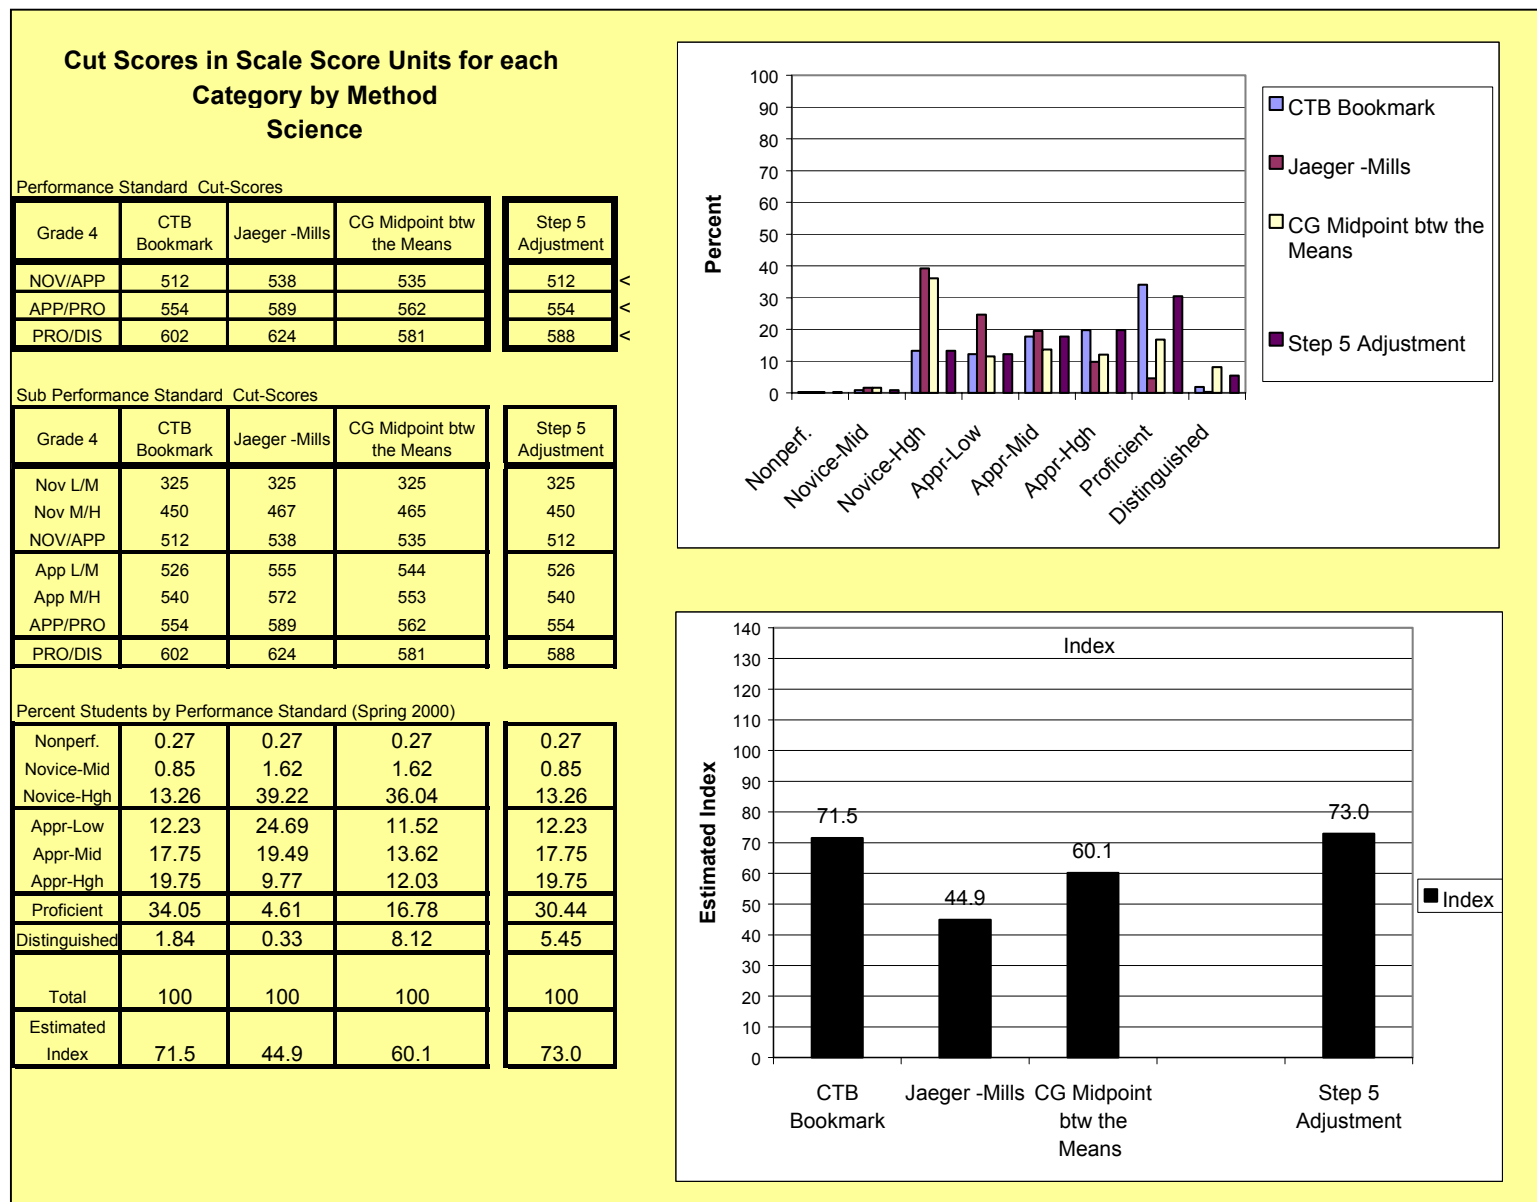 Cut Scores in Scale Score Units for each
Category by Method
Science
Performance Standard Cut-Scores
Grade 4 CTB Bookmark Jaeger -Mills CG Midpoint btw the Means Step 5 Adjustment
NOV/APP 512 538 535 512 <
APP/PRO 554 589 562 554 <
PRO/DIS 602 624 581 588 <
Sub Performance Standard Cut-Scores
Grade 4 CTB Bookmark Jaeger -Mills CG Midpoint btw the Means Step 5 Adjustment
Nov L/M 325 325 325 325
Nov M/H 450 467 465 450
NOV/APP 512 538 535 512
App L/M 526 555 544 526
App M/H 540 572 553 540
APP/PRO 554 589 562 554
PRO/DIS 602 624 581 588
Percent Students by Performance Standard (Spring 2000)
Nonperf. 0.27 0.27 0.27 0.27
Novice-Mid 0.85 1.62 1.62 0.85
Novice-Hgh 13.26 39.22 36.04 13.26
Appr-Low 12.23 24.69 11.52 12.23
Appr-Mid 17.75 19.49 13.62 17.75
Appr-Hgh 19.75 9.77 12.03 19.75
Proficient 34.05 4.61 16.78 30.44
Distinguished 1.84 0.33 8.12 5.45
Total 100 100 100 100
Estimated Index 71.5 44.9 60.1 73.0
Percent
100
90
80
70
60
50
40
30
20
10
0
Nonperf.
Novice-Mid
Novice-Hgh
Appr-Low
Appr-Mid
Appr-Hgh
Proficient
Distinguished
CTB Bookmark
Jaeger -Mills
CG Midpoint btw the
Means
Step 5 Adjustment
Index
Estimated Index
140
130
120
110
100
90
80
70
60
50
40
30
20
10
0
71.5
44.9
60.1
73.0
CTB
Bookmark
Jaeger -Mills
CG Midpoint
btw the
Means
Step 5
Adjustment
Index